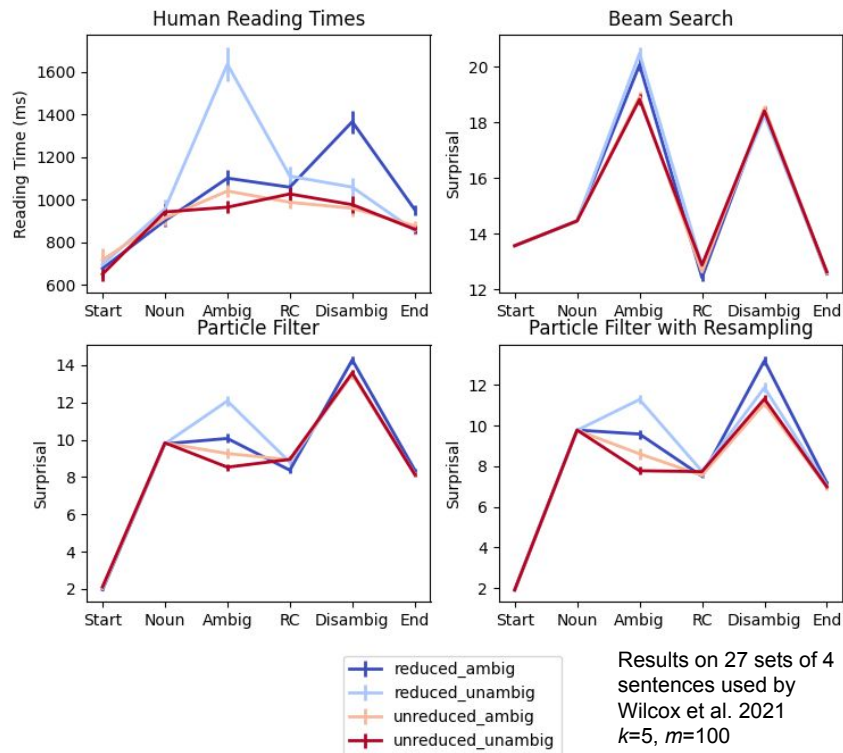 Human Reading Times
Reading Time (ms)
1600
1400
1200
1000
800
600
Start Noun Ambig RC Disambig End
Beam Search
Surprisal
20
18
16
14
12
Start Noun Ambig RC Disambig End
Particle Filter
Surprisal
14
12
10
8
6
4
2
Start Noun Ambig RC Disambig End
Particle Filter with Resampling
Surprisal
12
10
8
6
4
2
Start Noun Ambig RC Disambig End
reduced_ambig
reduced_unambig
unreduced_ambig
unreduced_unambig
Results on 27 sets of 4
sentences used by
Wilcox et al. 2021
k=5, m=100